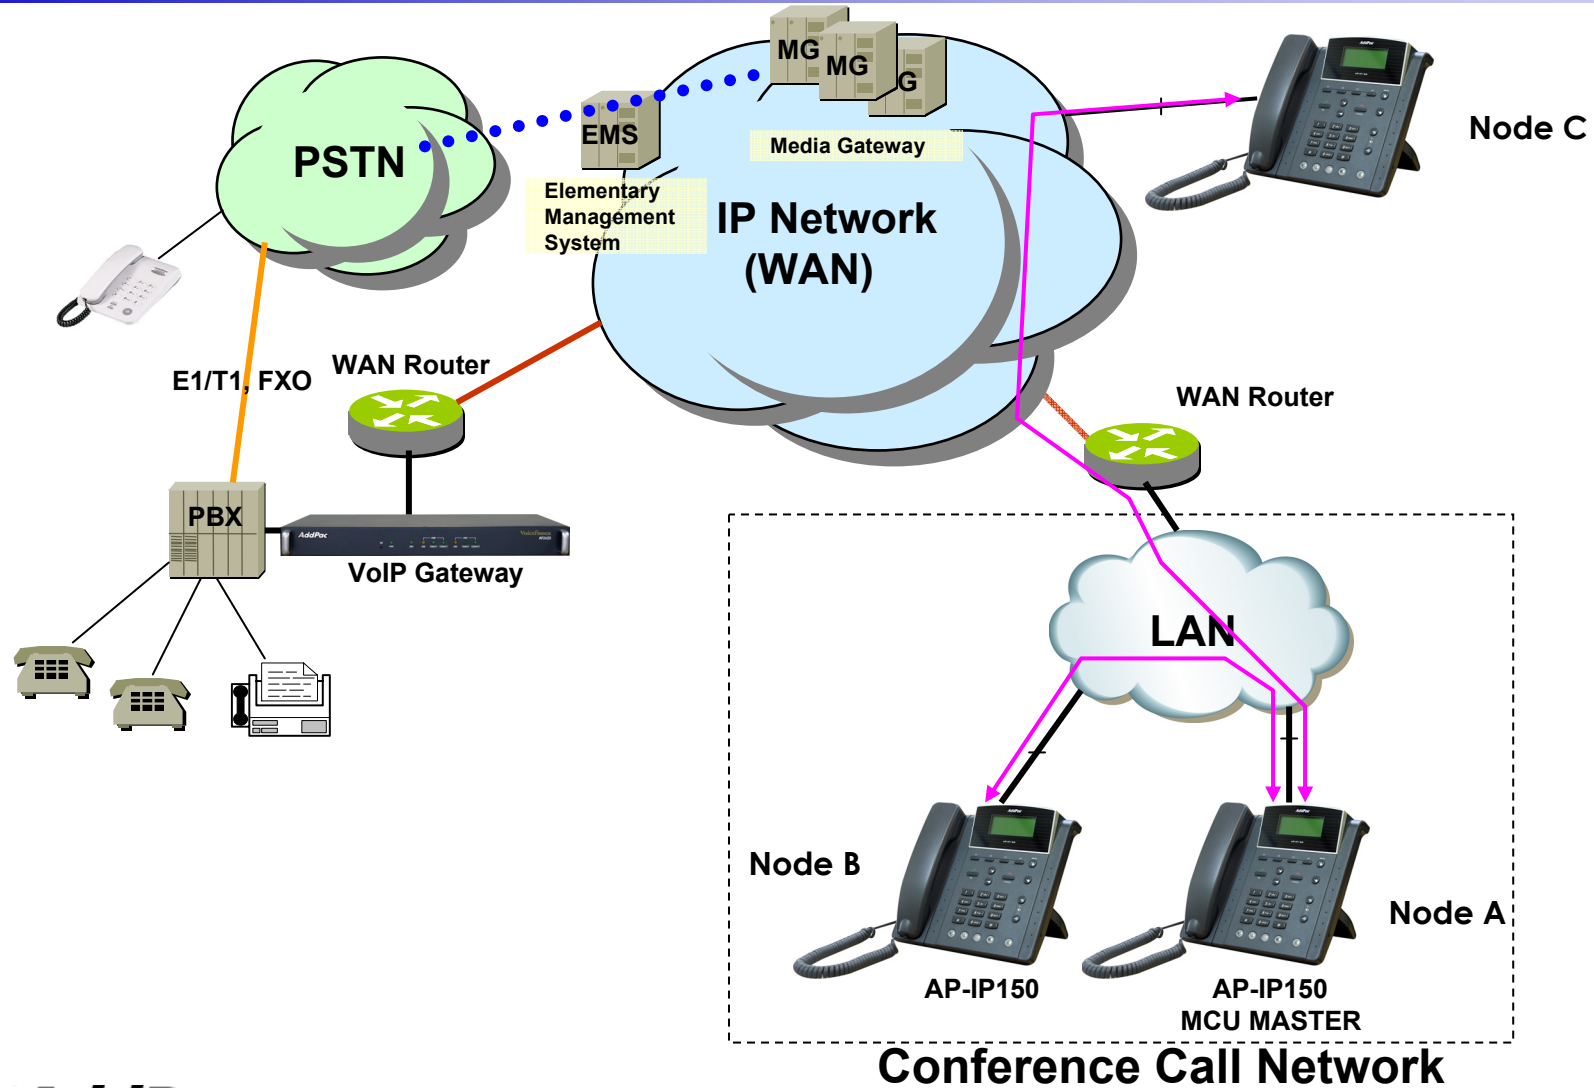 MG
MG
G
EMS
PSTN
Media Gateway
Node C
Elementary
Management
System
IP Network
(WAN)
WAN Router
E1/T1, FXO
WAN Router
PBX
AddPac
VoIP Gateway
LAN
Node B
Node A
AP-IP150
AP-IP150
MCU MASTER
Conference Call Network